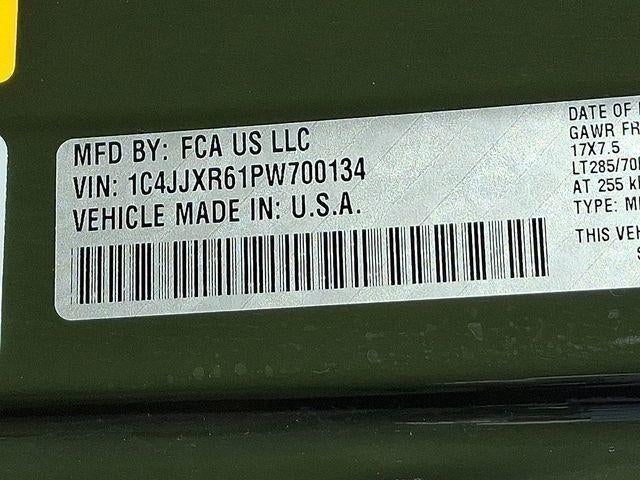 MFD BY: FCA US LLC
VIN: 1C4JJXR61PW700134
VEHICLE MADE IN: U.S.A.
DATE OF
GAWR FR
17X7.5
LT285/70
AT 255
TYPE:
THIS VEH